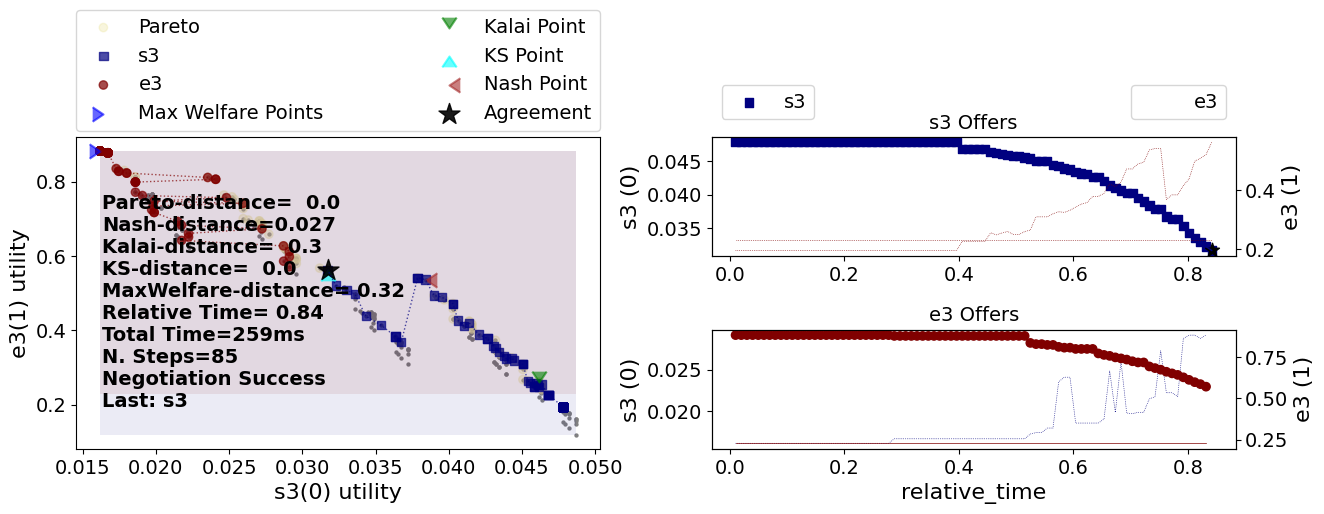 Pareto
s3
e3
Max Welfare Points
Kalai Point
KS Point
Nash Point
Agreement
e3(1) utility
0.8
0.6
0.4
0.2
Pareto-distance=  0.0
Nash-distance=0.027
Kalai-distance=  0.3
KS-distance=  0.0
MaxWelfare-distance= 0.32
Relative Time= 0.84
Total Time=259ms
N. Steps=85
Negotiation Success
Last: s3
0.015 0.020 0.025 0.030 0.035 0.040 0.045 0.050
s3(0) utility
s3
e3
s3 Offers
s3 (0)
0.045
0.040
0.035
0.4
0.2
e3 (1)
0.0 0.2 0.4 0.6 0.8
e3 Offers
s3 (0)
0.025
0.020
0.75
0.50
0.25
e3 (1)
0.0 0.2 0.4 0.6 0.8
relative_time